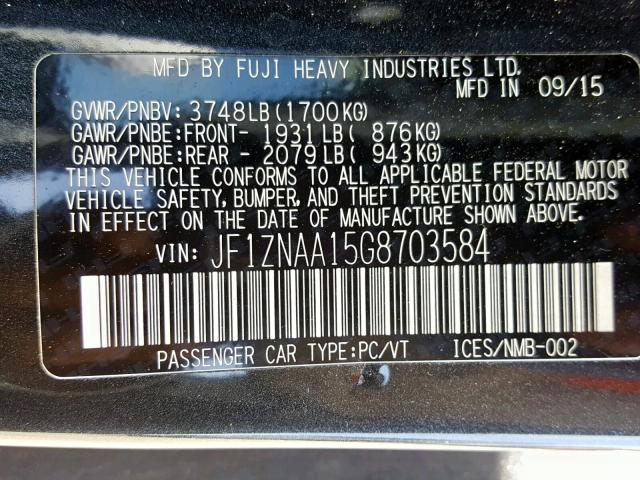 MFD BY FUJI HEAVY INDUSTRIES LTD.
MFD IN 09/15
GVWR/PNBV: 3748LB(1700KG)
GAWR/PNBE:FRONT- 1931LB( 876KG)
GAWR/PNBE:REAR - 2079LB( 943KG)
THIS VEHICLE CONFORMS TO ALL APPLICABLE FEDERAL MOTOR
VEHICLE SAFETY, BUMPER, AND THEFT PREVENTION STANDARDS
IN EFFECT ON THE DATE OF MANUFACTURE SHOWN ABOVE.
VIN: JF1ZNAA15G8703584
PASSENGER CAR TYPE:PC/VT ICES/NMB-002